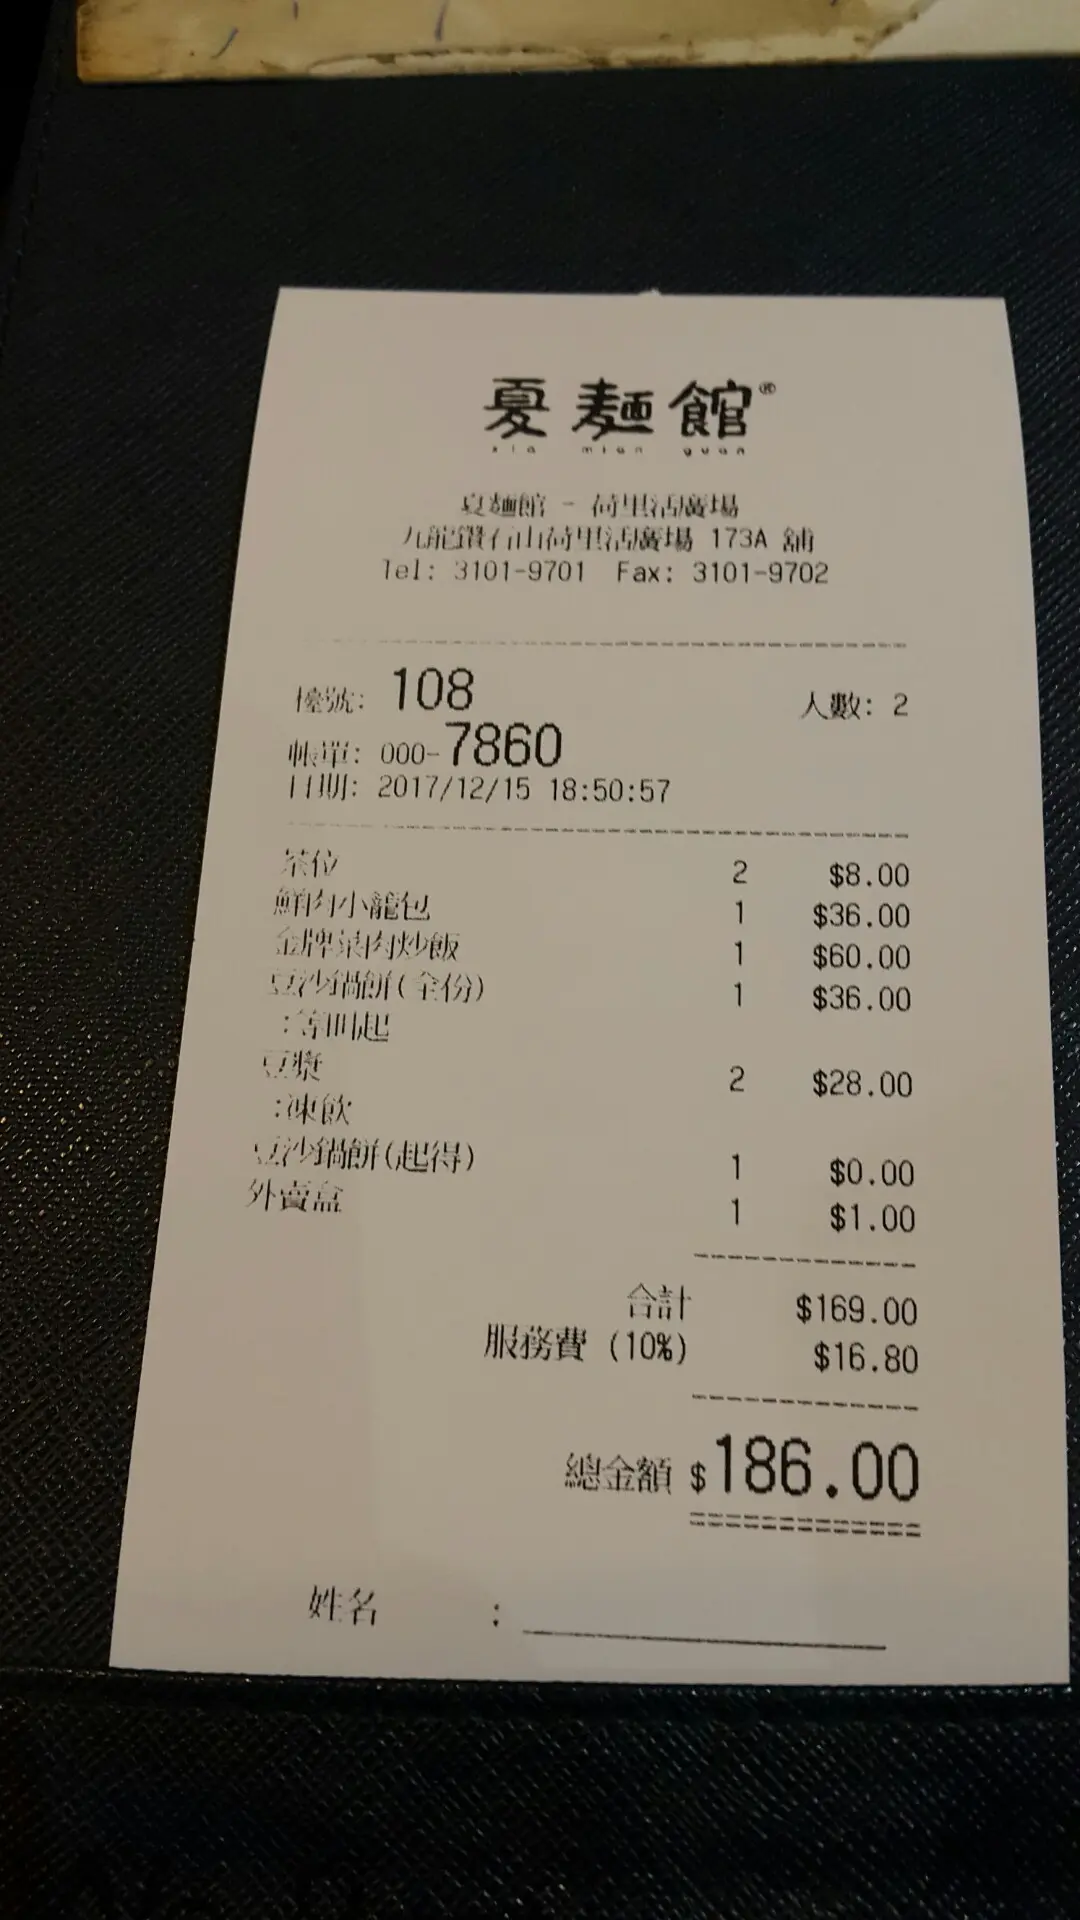 夏麵館®
xia mian guan
夏麵館 - 荷里活廣場
九龍鑽石山荷里活廣場 173A 舖
Tel: 3101-9701 Fax: 3101-9702
檯號: 108 人數: 2
帳單: 000-7860
日期: 2017/12/15 18:50:57
茶位 2 $8.00
鮮肉小籠包 1 $36.00
金牌菜肉炒飯 1 $60.00
豆沙鍋餅(全份) 1 $36.00
:等叫起
豆漿 2 $28.00
:凍飲
豆沙鍋餅(起得) 1 $0.00
外賣盒 1 $1.00
合計 $169.00
服務費 (10%) $16.80
總金額 $186.00
姓名 :